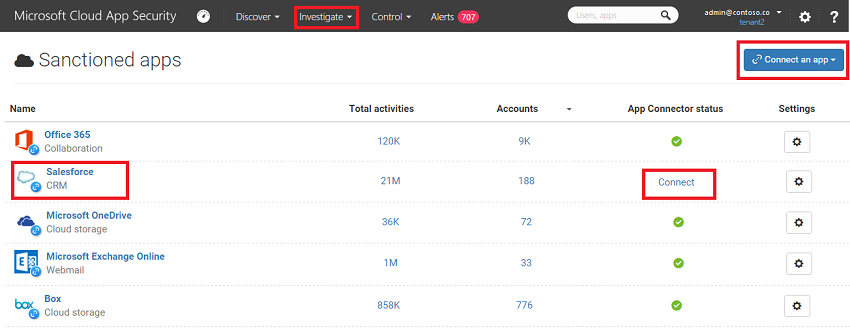 Microsoft Cloud App Security Discover Investigate Control Alerts 707 Users, apps. admin@contoso.co ?
tenant2
Sanctioned apps Connect an app
Name Total activities Accounts App Connector status Settings
Office 365 120K 9K
Collaboration
Salesforce 21M 188 Connect
CRM
Microsoft OneDrive 36K 72
Cloud storage
Microsoft Exchange Online 1M 33
Webmail
box Box 858K 776
Cloud storage